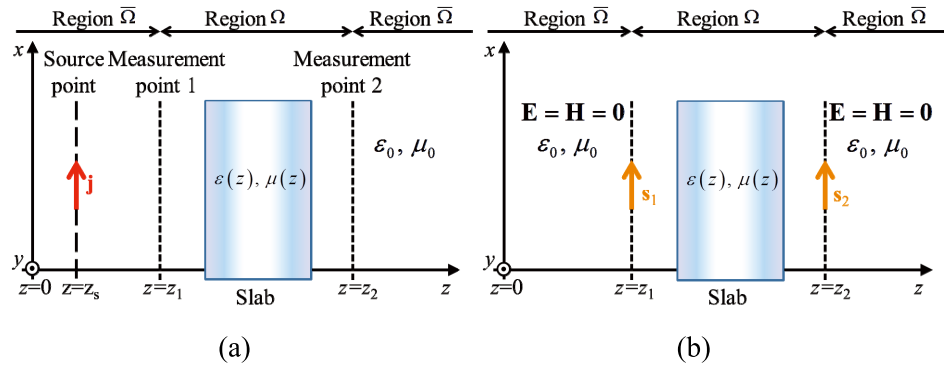 Region Ω̅ Region Ω Region Ω̅
x Source Measurement Measurement
point point 1 point 2
ε₀, μ₀
ε(z), μ(z)
j
y
z=0 z=zₛ z=z₁ z=z₂ z
Slab
(a)
Region Ω̅ Region Ω Region Ω̅
x
E = H = 0 E = H = 0
ε₀, μ₀ ε₀, μ₀
ε(z), μ(z)
s₁ s₂
y
z=0 z=z₁ z=z₂ z
Slab
(b)